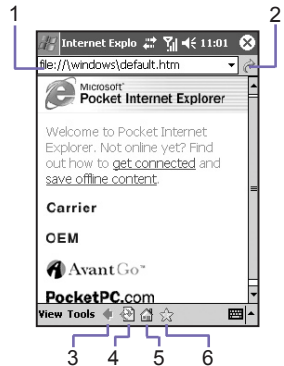 1
2
Internet Explo 11:01
file://\windows\default.htm
Microsoft®
Pocket Internet Explorer
Welcome to Pocket Internet
Explorer. Not online yet? Find
out how to get connected and
save offline content.
Carrier
OEM
AvantGo™
PocketPC.com
View Tools
3 4 5 6